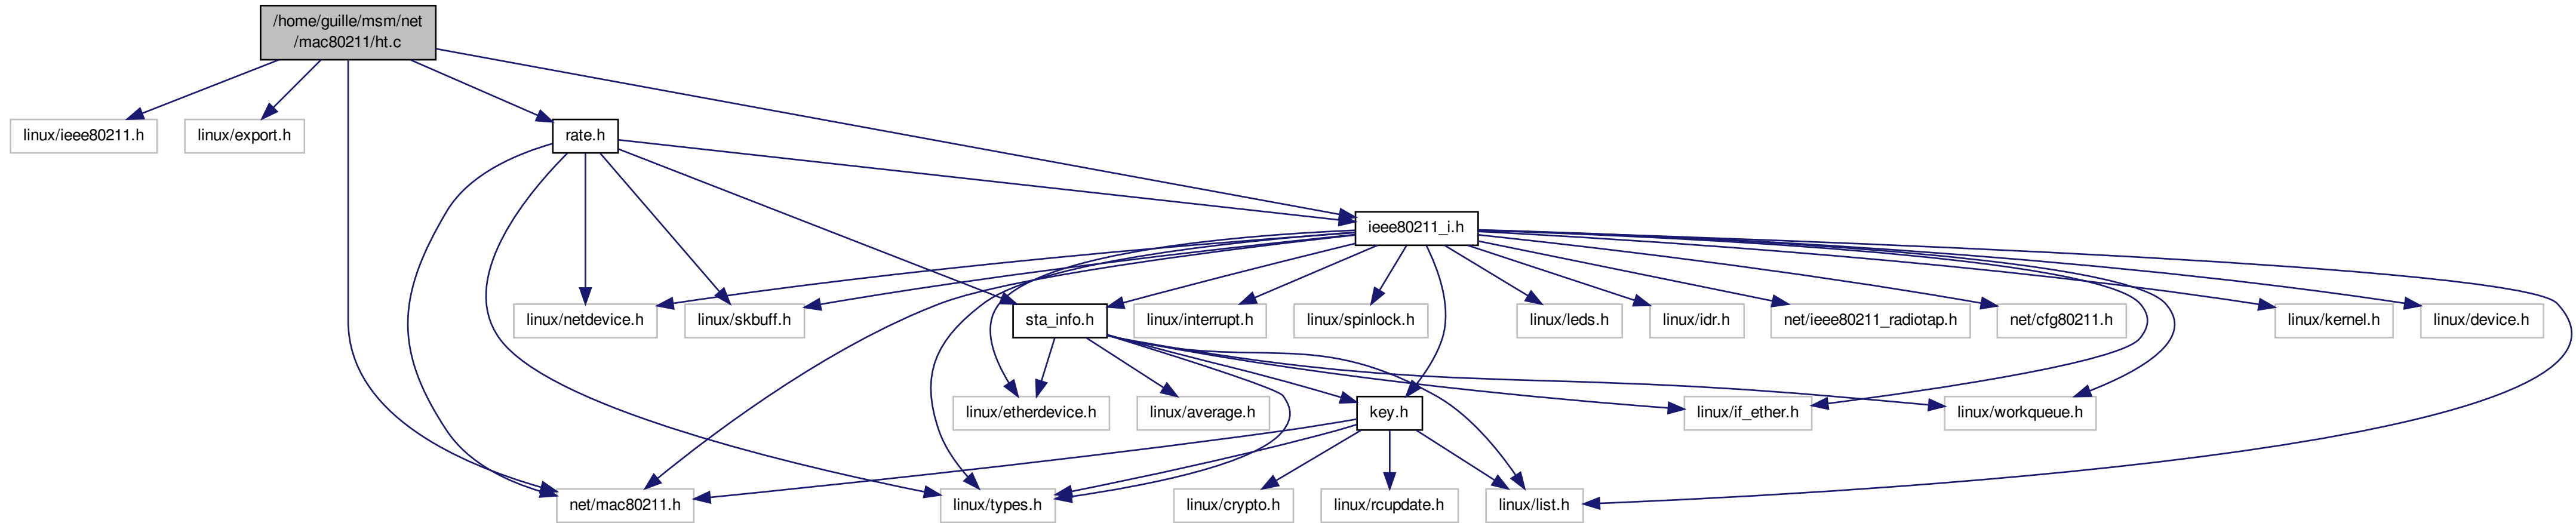 /home/guille/msm/net
/mac80211/ht.c
linux/ieee80211.h
linux/export.h
rate.h
ieee80211_i.h
linux/netdevice.h
linux/skbuff.h
sta_info.h
linux/interrupt.h
linux/spinlock.h
linux/leds.h
linux/idr.h
net/ieee80211_radiotap.h
net/cfg80211.h
linux/kernel.h
linux/device.h
linux/etherdevice.h
linux/average.h
key.h
linux/if_ether.h
linux/workqueue.h
net/mac80211.h
linux/types.h
linux/crypto.h
linux/rcupdate.h
linux/list.h